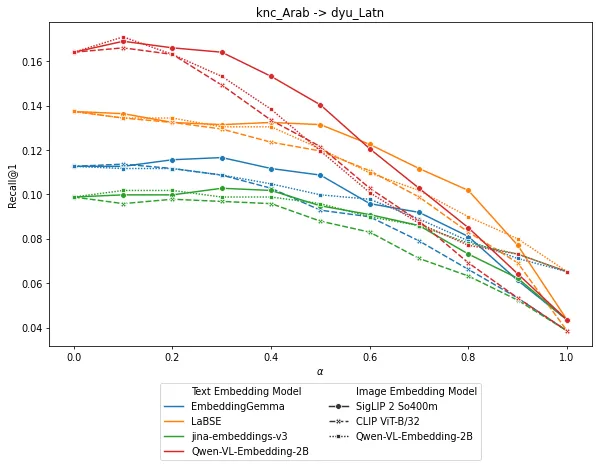 knc_Arab -> dyu_Latn
Recall@1
0.16
0.14
0.12
0.10
0.08
0.06
0.04
0.0 0.2 0.4 0.6 0.8 1.0
α
Text Embedding Model
EmbeddingGemma
LaBSE
jina-embeddings-v3
Qwen-VL-Embedding-2B
Image Embedding Model
SigLIP 2 So400m
CLIP ViT-B/32
Qwen-VL-Embedding-2B